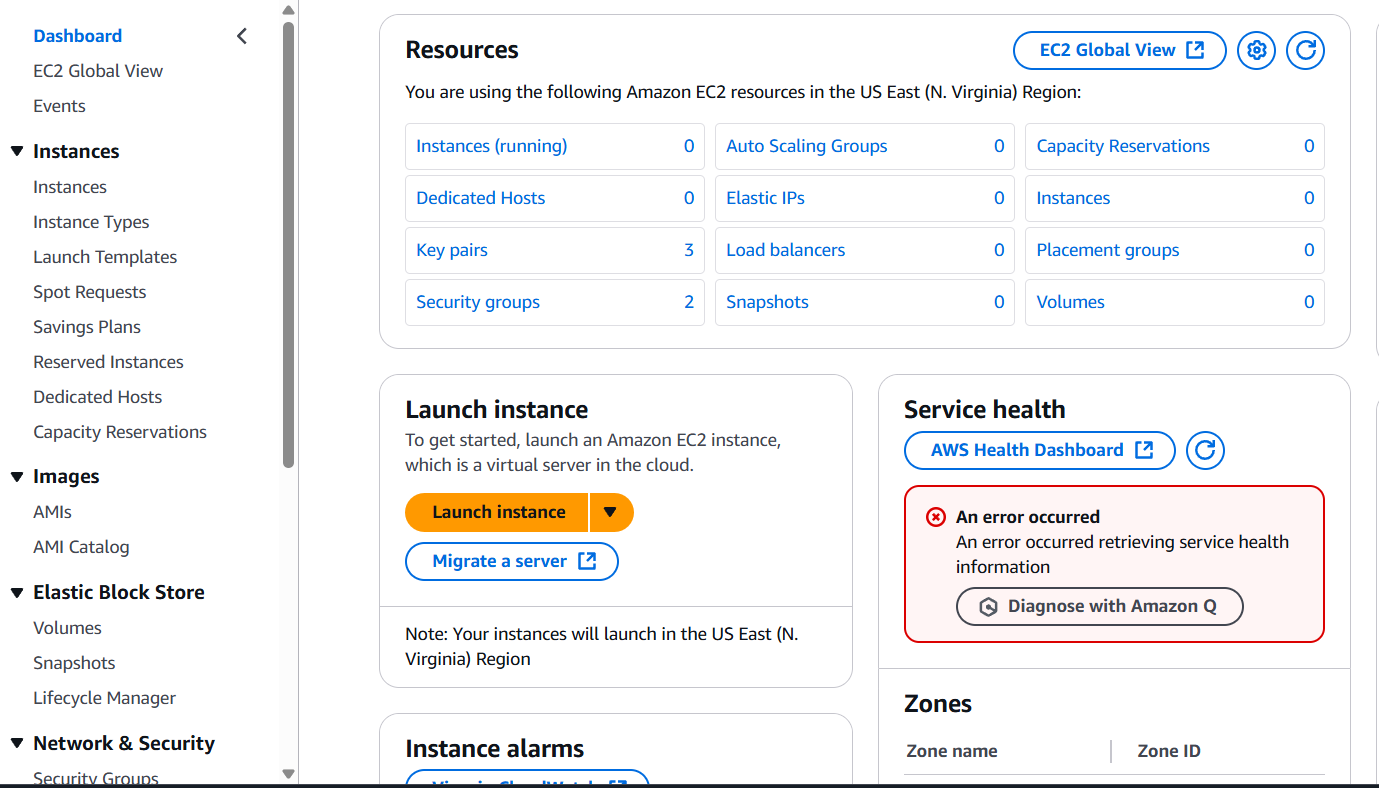 Dashboard
EC2 Global View
Events
Instances
Instances
Instance Types
Launch Templates
Spot Requests
Savings Plans
Reserved Instances
Dedicated Hosts
Capacity Reservations
Images
AMIs
AMI Catalog
Elastic Block Store
Volumes
Snapshots
Lifecycle Manager
Network & Security
Security Groups
Resources
EC2 Global View
You are using the following Amazon EC2 resources in the US East (N. Virginia) Region:
Instances (running) 0
Auto Scaling Groups 0
Capacity Reservations 0
Dedicated Hosts 0
Elastic IPs 0
Instances 0
Key pairs 3
Load balancers 0
Placement groups 0
Security groups 2
Snapshots 0
Volumes 0
Launch instance
To get started, launch an Amazon EC2 instance,
which is a virtual server in the cloud.
Launch instance
Migrate a server
Note: Your instances will launch in the US East (N.
Virginia) Region
Instance alarms
Service health
AWS Health Dashboard
An error occurred
An error occurred retrieving service health
information
Diagnose with Amazon Q
Zones
Zone name
Zone ID